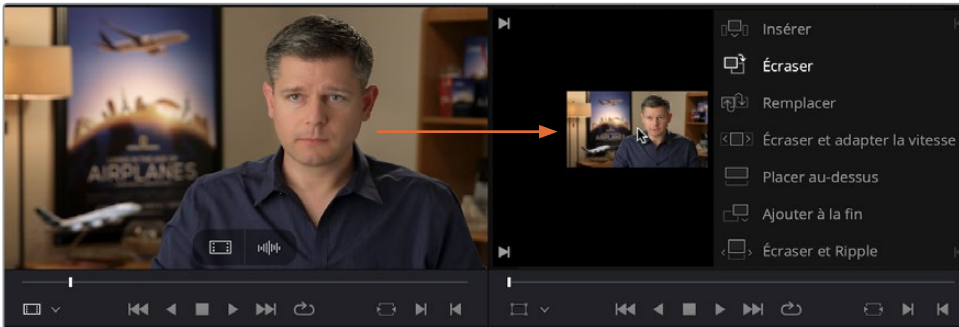 AIRPLANES
Insérer
Écraser
Remplacer
Écraser et adapter la vitesse
Placer au-dessus
Ajouter à la fin
Écraser et Ripple